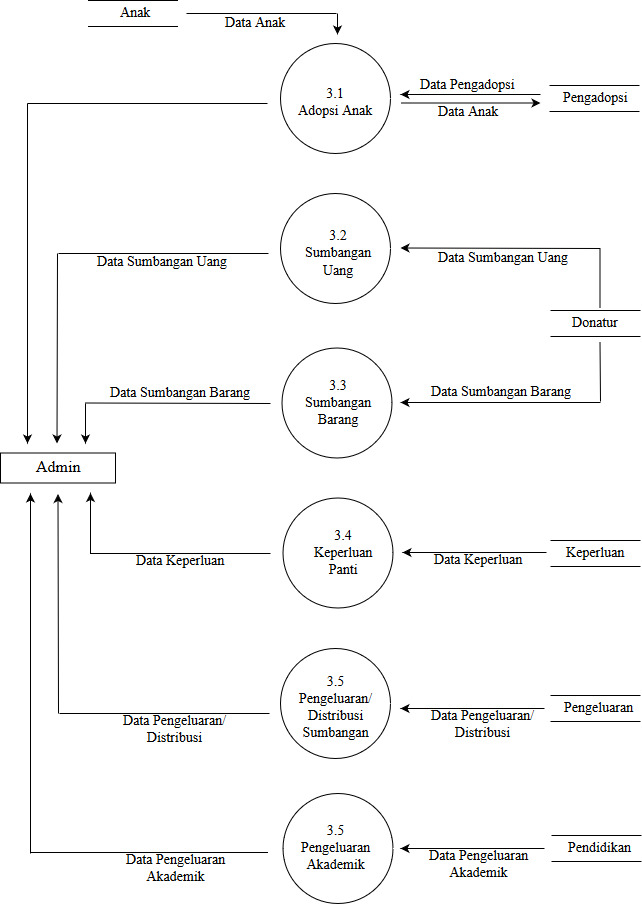 Anak
Data Anak
3.1
Adopsi Anak
Data Pengadopsi
Data Anak
Pengadopsi
3.2
Sumbangan
Uang
Data Sumbangan Uang
Data Sumbangan Uang
Donatur
3.3
Sumbangan
Barang
Data Sumbangan Barang
Data Sumbangan Barang
Admin
3.4
Keperluan
Panti
Data Keperluan
Data Keperluan
Keperluan
3.5
Pengeluaran/
Distribusi
Sumbangan
Data Pengeluaran/
Distribusi
Data Pengeluaran/
Distribusi
Pengeluaran
3.5
Pengeluaran
Akademik
Data Pengeluaran
Akademik
Data Pengeluaran
Akademik
Pendidikan